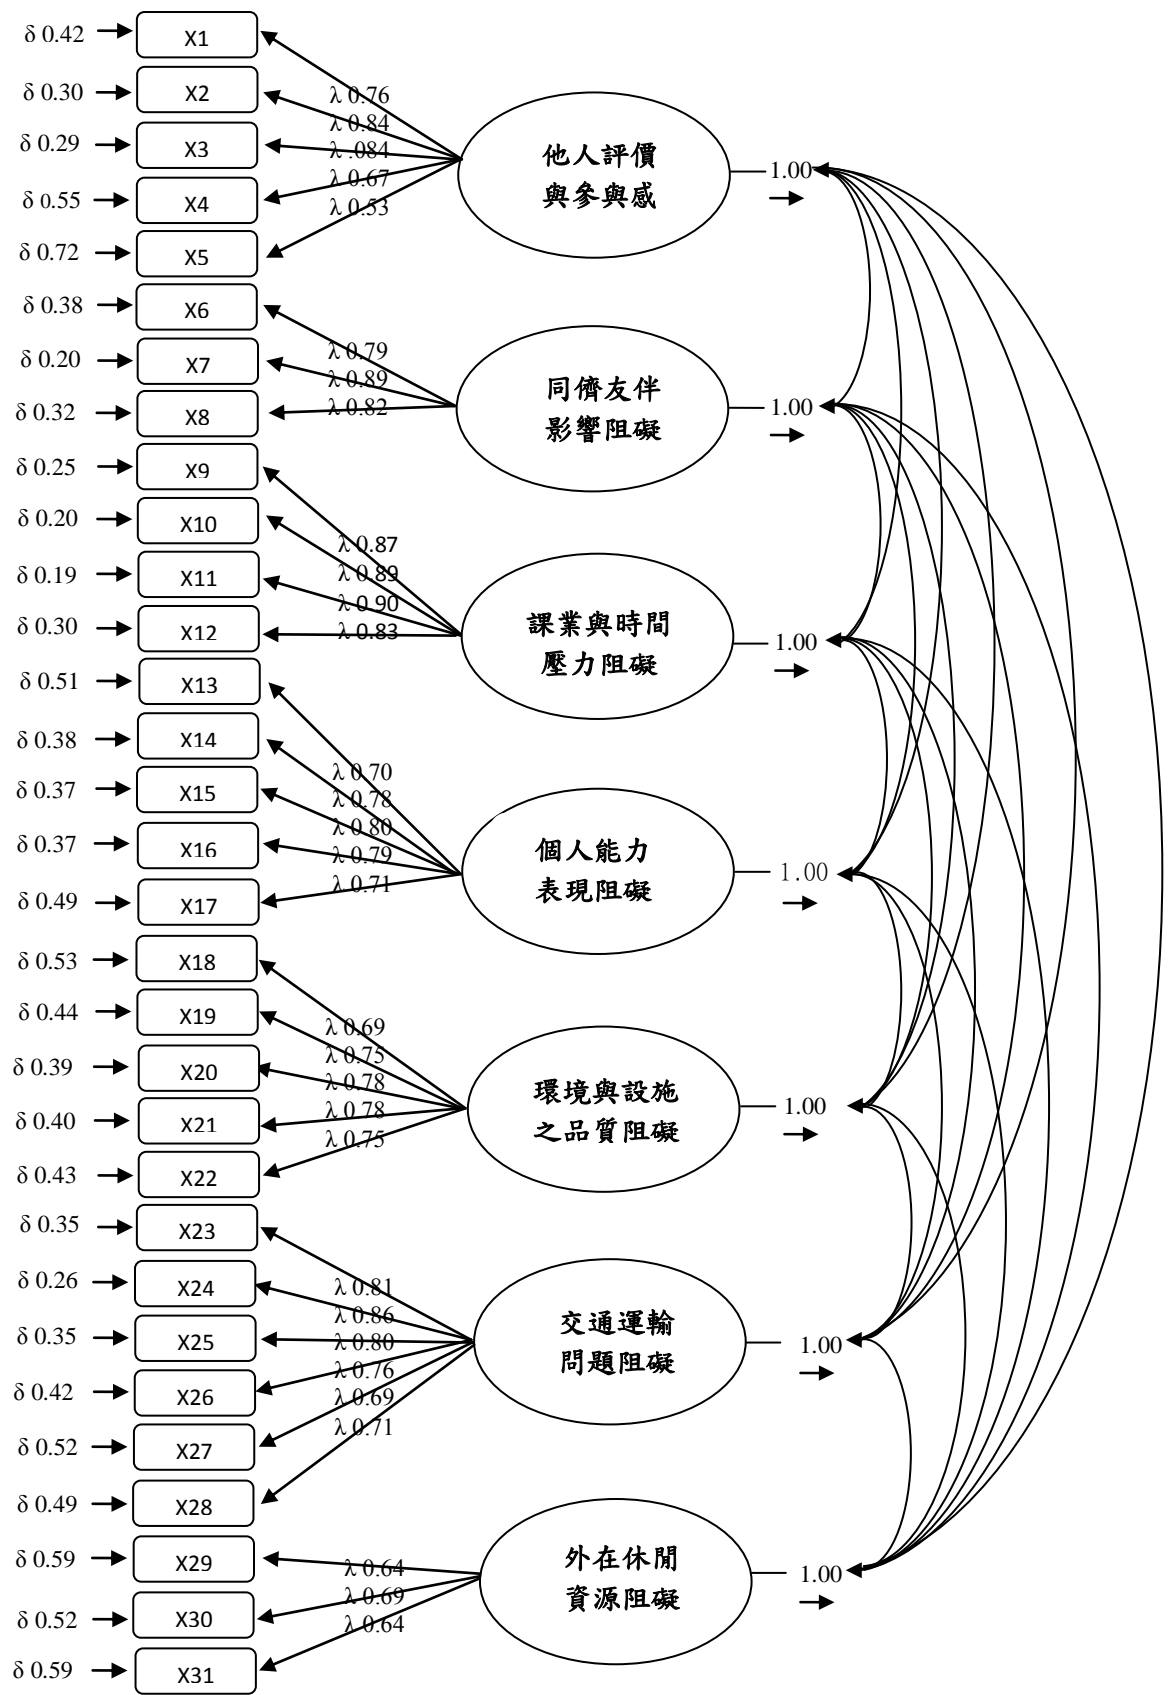 δ 0.42 X1
δ 0.30 X2
δ 0.29 X3
δ 0.55 X4
δ 0.72 X5
λ 0.76
λ 0.84
λ .084
λ 0.67
λ 0.53
他人評價
與參與感
1.00
δ 0.38 X6
δ 0.20 X7
δ 0.32 X8
λ 0.79
λ 0.89
λ 0.82
同儕友伴
影響阻礙
1.00
δ 0.25 X9
δ 0.20 X10
δ 0.19 X11
δ 0.30 X12
λ 0.87
λ 0.89
λ 0.90
λ 0.83
課業與時間
壓力阻礙
1.00
δ 0.51 X13
δ 0.38 X14
δ 0.37 X15
δ 0.37 X16
δ 0.49 X17
λ 0.70
λ 0.78
λ 0.80
λ 0.79
λ 0.71
個人能力
表現阻礙
1.00
δ 0.53 X18
δ 0.44 X19
δ 0.39 X20
δ 0.40 X21
δ 0.43 X22
λ 0.69
λ 0.75
λ 0.78
λ 0.78
λ 0.75
環境與設施
之品質阻礙
1.00
δ 0.35 X23
δ 0.26 X24
δ 0.35 X25
δ 0.42 X26
δ 0.52 X27
δ 0.49 X28
λ 0.81
λ 0.86
λ 0.80
λ 0.76
λ 0.69
λ 0.71
交通運輸
問題阻礙
1.00
δ 0.59 X29
δ 0.52 X30
δ 0.59 X31
λ 0.64
λ 0.69
λ 0.64
外在休閒
資源阻礙
1.00